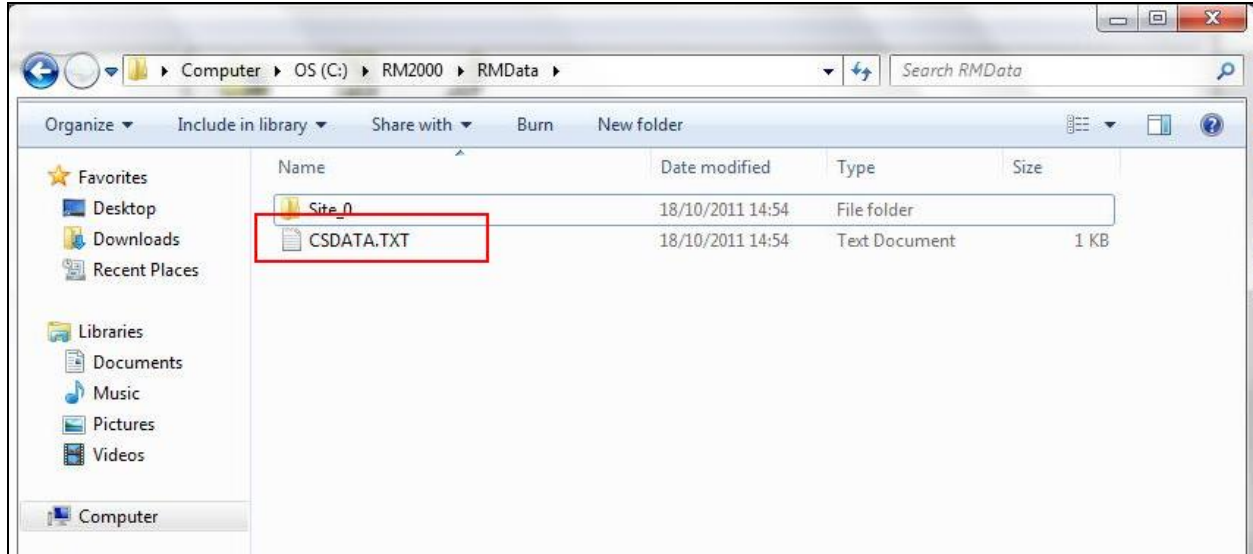 Computer OS (C:) RM2000 RMData Search RMData
Organize Include in library Share with Burn New folder
Favorites
Desktop
Downloads
Recent Places
Libraries
Documents
Music
Pictures
Videos
Computer
Name Date modified Type Size
Site_0 18/10/2011 14:54 File folder
CSDATA.TXT 18/10/2011 14:54 Text Document 1 KB